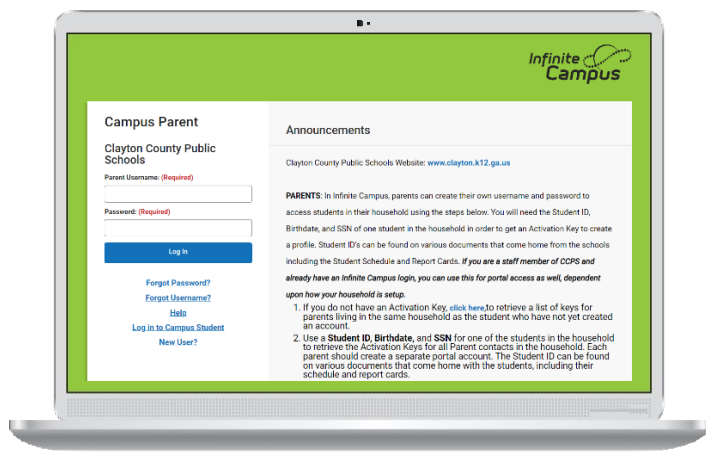 Infinite
Campus
Campus Parent
Clayton County Public
Schools
Parent Username: (Required)
Password: (Required)
Log In
Forgot Password?
Forgot Username?
Help
Log in to Campus Student
New User?
Announcements
Clayton County Public Schools Website: www.clayton.k12.ga.us
PARENTS: In Infinite Campus, parents can create their own username and password to
access students in their household using the steps below. You will need the Student ID,
Birthdate, and SSN of one student in the household in order to get an Activation Key to create
a profile. Student ID's can be found on various documents that come home from the schools
including the Student Schedule and Report Cards. If you are a staff member of CCPS and
already have an Infinite Campus login, you can use this for portal access as well, dependent
upon how your household is setup.
1. If you do not have an Activation Key, click here,to retrieve a list of keys for
parents living in the same household as the student who have not yet created
an account.
2. Use a Student ID, Birthdate, and SSN for one of the students in the household
to retrieve the Activation Keys for all Parent contacts in the household. Each
parent should create a separate portal account. The Student ID can be found
on various documents that come home with the students, including their
schedule and report cards.